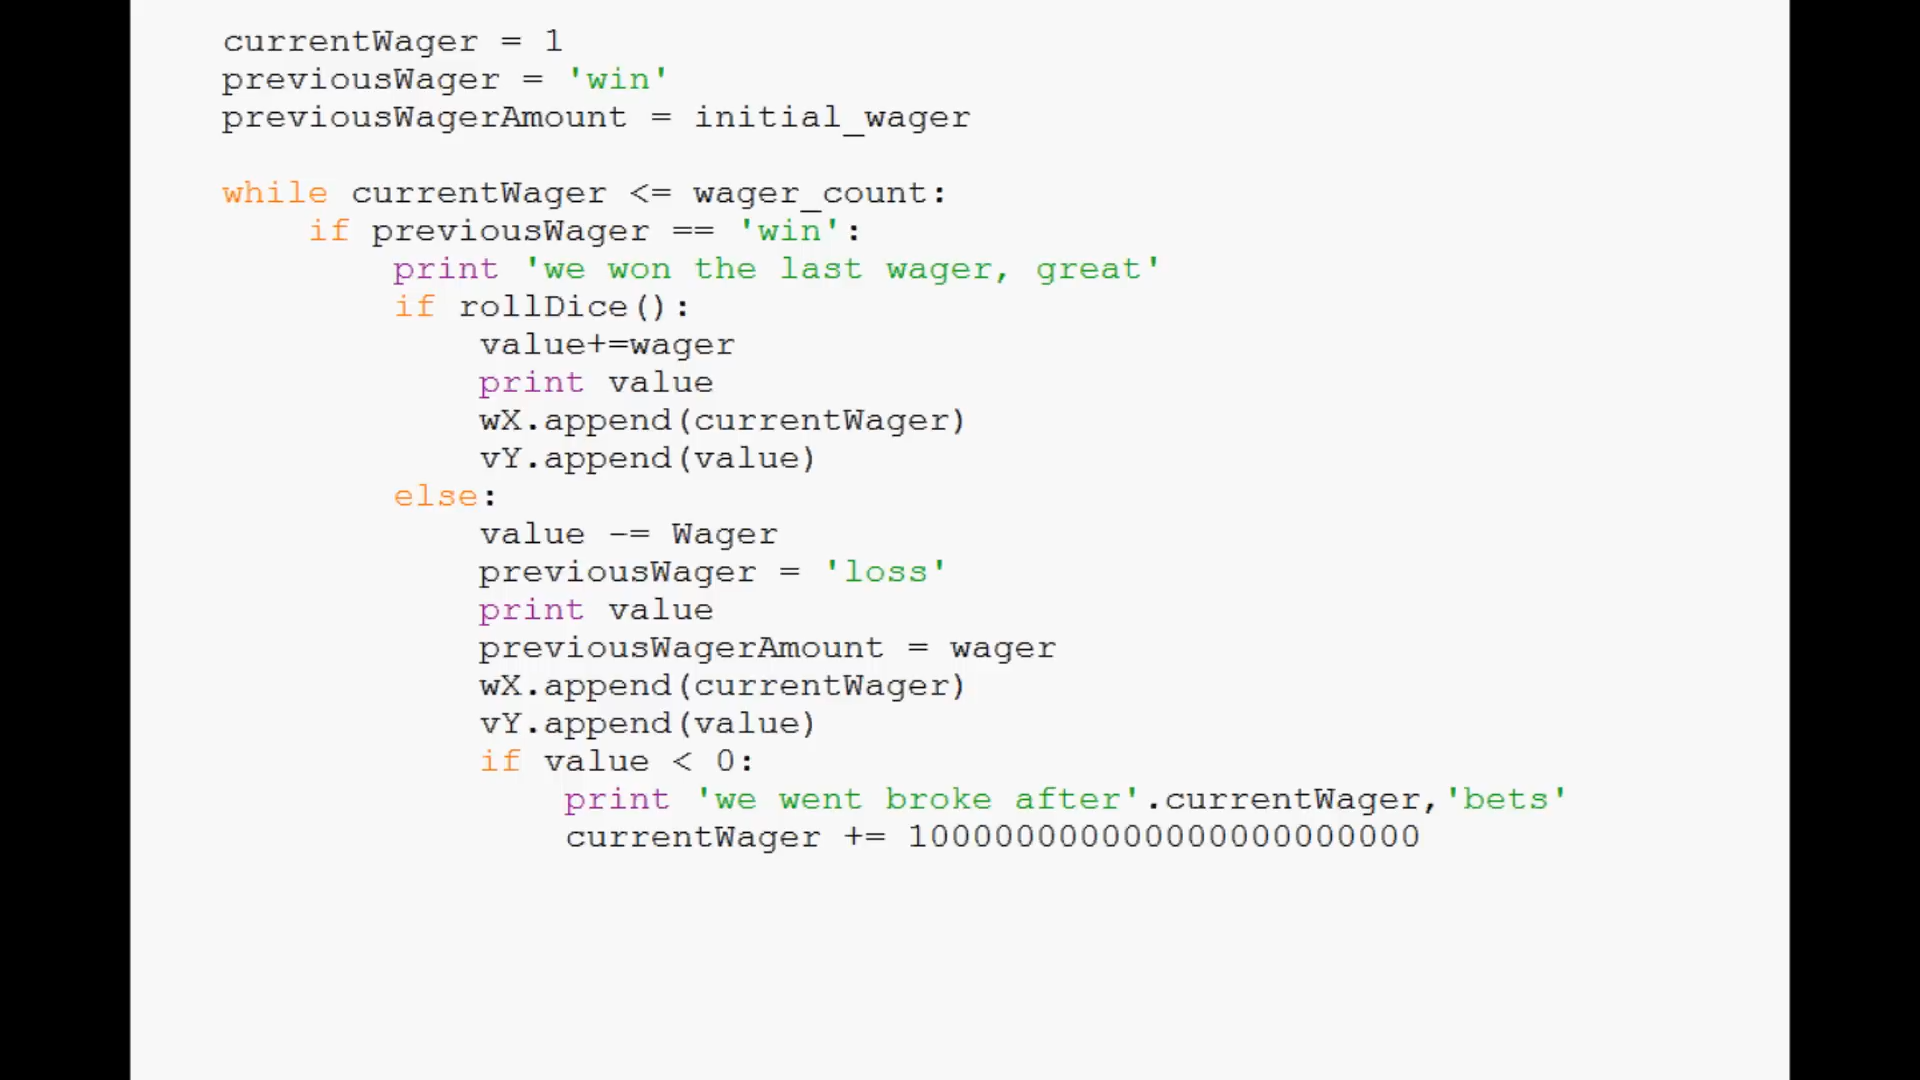 currentWager = 1
previousWager = 'win'
previousWagerAmount = initial_wager
while currentWager <= wager_count:
if previousWager == 'win':
print 'we won the last wager, great'
if rollDice():
value+=wager
print value
wX.append(currentWager)
vY.append(value)
else:
value -= Wager
previousWager = 'loss'
print value
previousWagerAmount = wager
wX.append(currentWager)
vY.append(value)
if value < 0:
print 'we went broke after'.currentWager,'bets'
currentWager += 100000000000000000000000